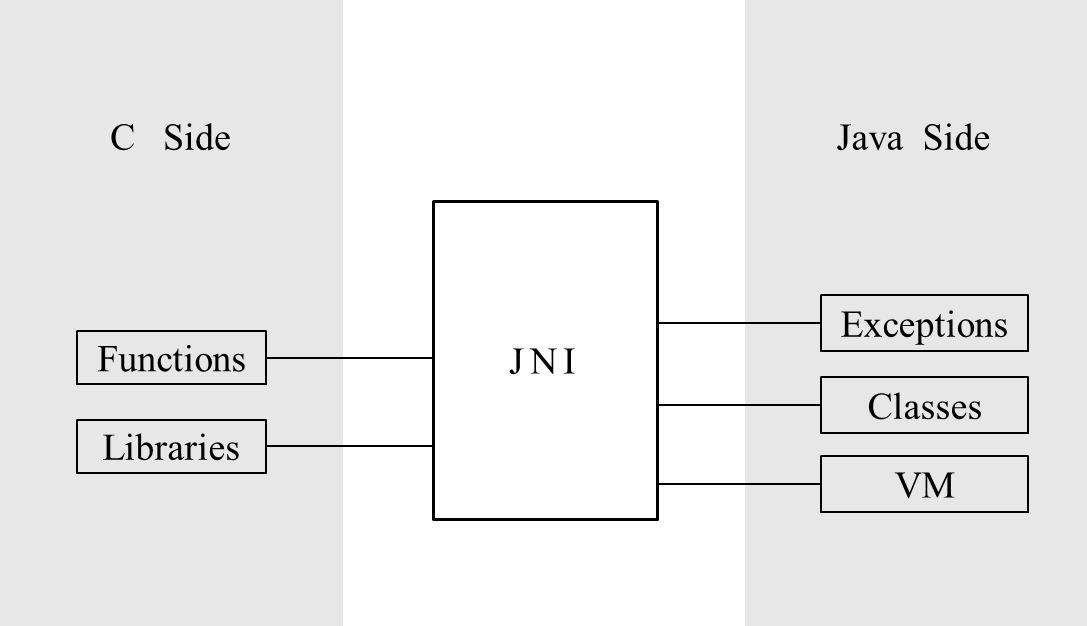 C Side
Java Side
Exceptions
Functions
JNI
Classes
Libraries
VM